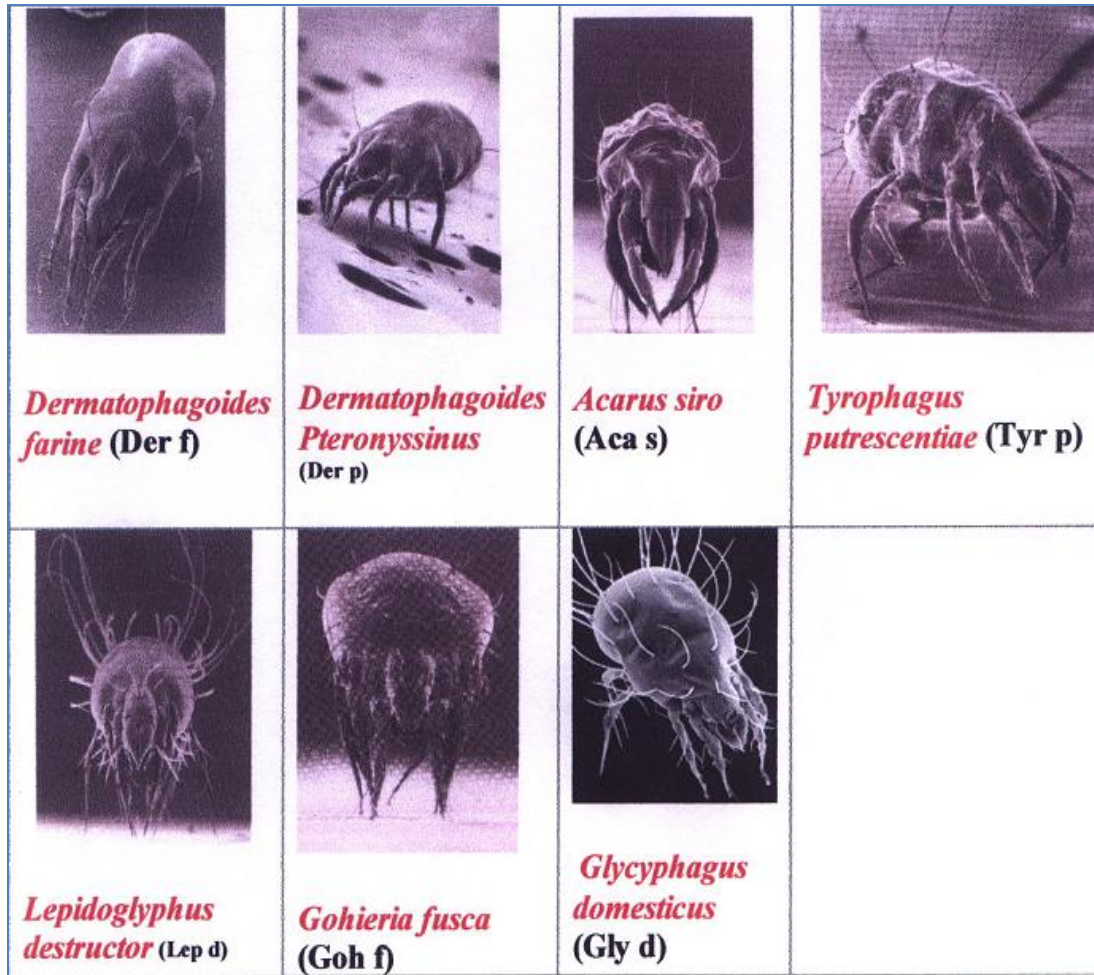 Dermatophagoides
farine (Der f)
Dermatophagoides
Pteronyssinus
(Der p)
Acarus siro
(Aca s)
Tyrophagus
putrescentiae (Tyr p)
Lepidoglyphus
destructor (Lep d)
Gohieria fusca
(Goh f)
Glycyphagus
domesticus
(Gly d)